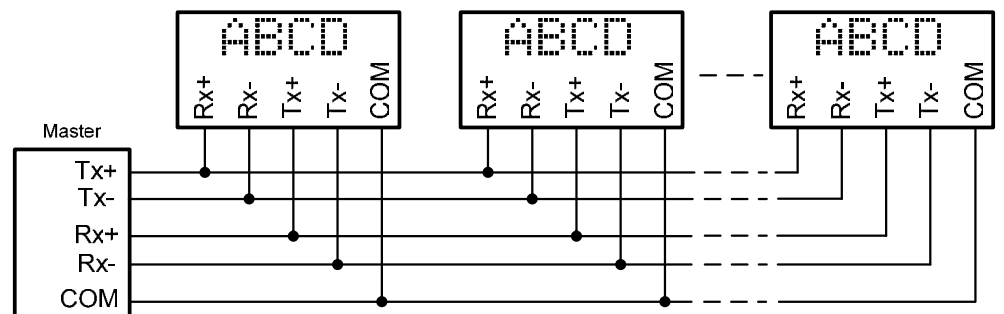 ABCD ABCD ABCD
Rx+ Rx- Tx+ Tx- COM Rx+ Rx- Tx+ Tx- COM Rx+ Rx- Tx+ Tx- COM
Master
Tx+
Tx-
Rx+
Rx-
COM